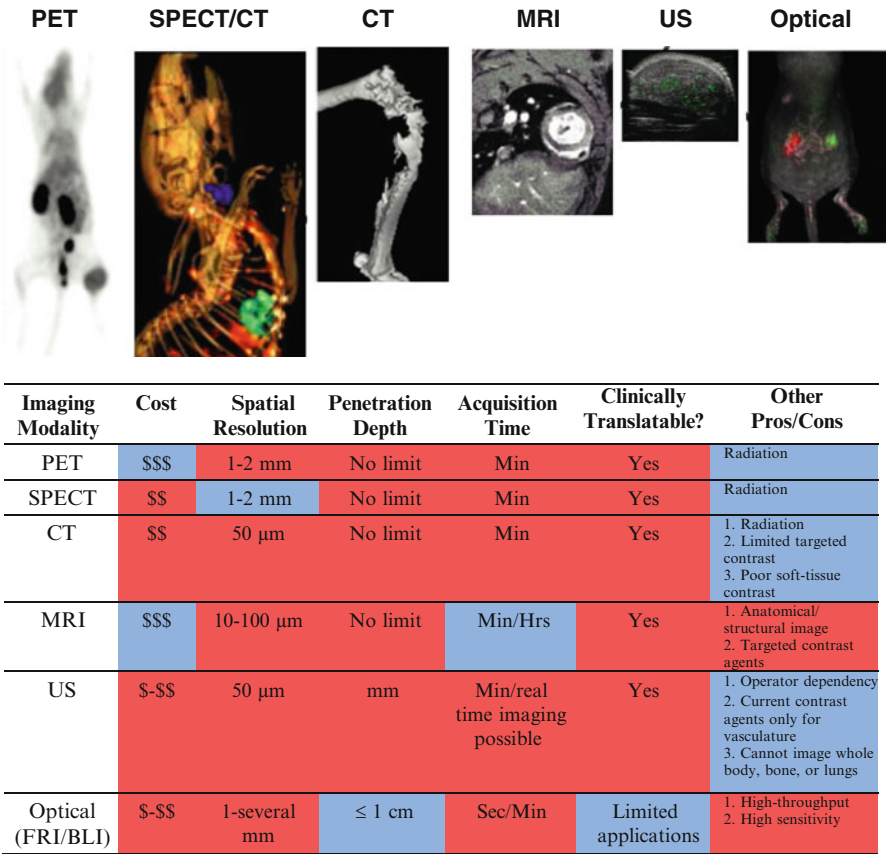 PET SPECT/CT CT MRI US Optical
Imaging Modality Cost Spatial Resolution Penetration Depth Acquisition Time Clinically Translatable? Other Pros/Cons
PET $$$ 1-2 mm No limit Min Yes Radiation
SPECT $$ 1-2 mm No limit Min Yes Radiation
CT $$ 50 µm No limit Min Yes 1. Radiation
2. Limited targeted
contrast
3. Poor soft-tissue
contrast
MRI $$$ 10-100 µm No limit Min/Hrs Yes 1. Anatomical/
structural image
2. Targeted contrast
agents
US $-$$ 50 µm mm Min/real time imaging possible Yes 1. Operator dependency
2. Current contrast
agents only for
vasculature
3. Cannot image whole
body, bone, or lungs
Optical (FRI/BLI) $-$$ 1-several mm ≤ 1 cm Sec/Min Limited applications 1. High-throughput
2. High sensitivity